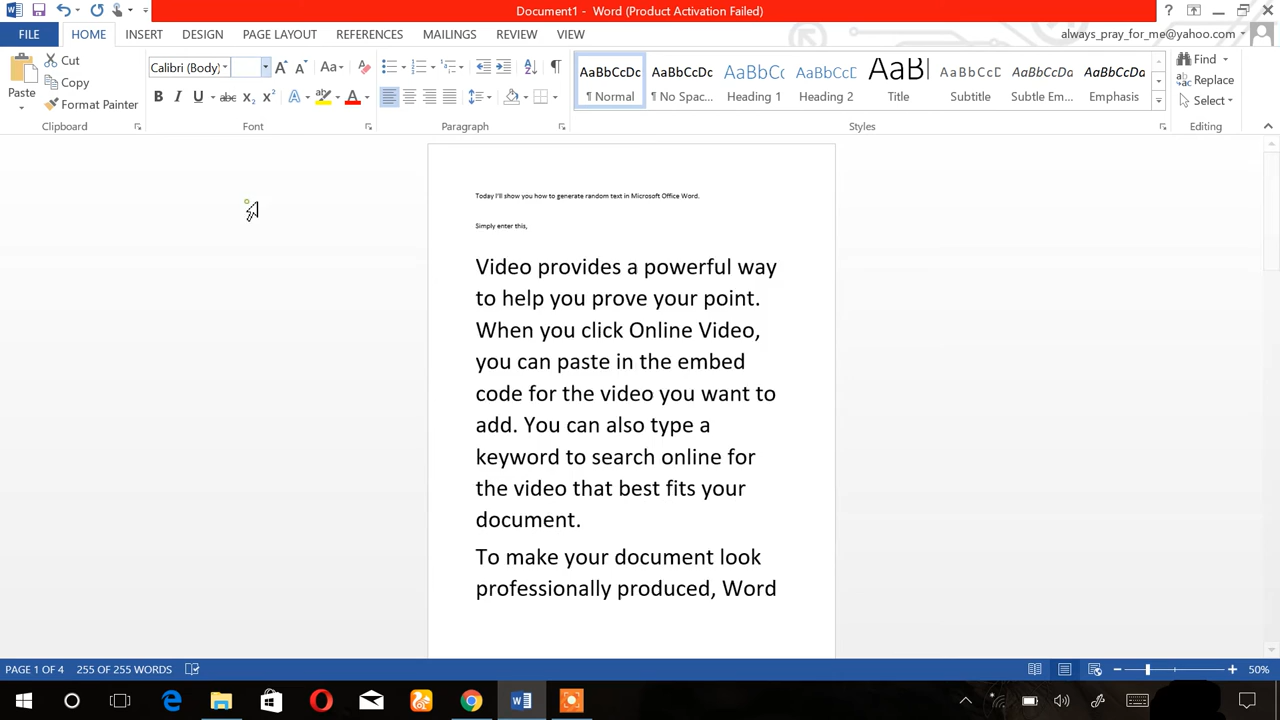 Document1 - Word (Product Activation Failed)
FILE HOME INSERT DESIGN PAGE LAYOUT REFERENCES MAILINGS REVIEW VIEW always_pray_for_me@yahoo.com
Paste Cut Copy Format Painter
Calibri (Body)
AaBbCcDc AaBbCcDc AaBbCc AaBbCcD AaB AaBbCcD AaBbCcDc AaBbCcDc
¶ Normal ¶ No Spac... Heading 1 Heading 2 Title Subtitle Subtle Em... Emphasis
Find Replace Select
Clipboard Font Paragraph Styles Editing
Today I'll show you how to generate random text in Microsoft Office Word.
Simply enter this,
Video provides a powerful way
to help you prove your point.
When you click Online Video,
you can paste in the embed
code for the video you want to
add. You can also type a
keyword to search online for
the video that best fits your
document.
To make your document look
professionally produced, Word
PAGE 1 OF 4 255 OF 255 WORDS 50%